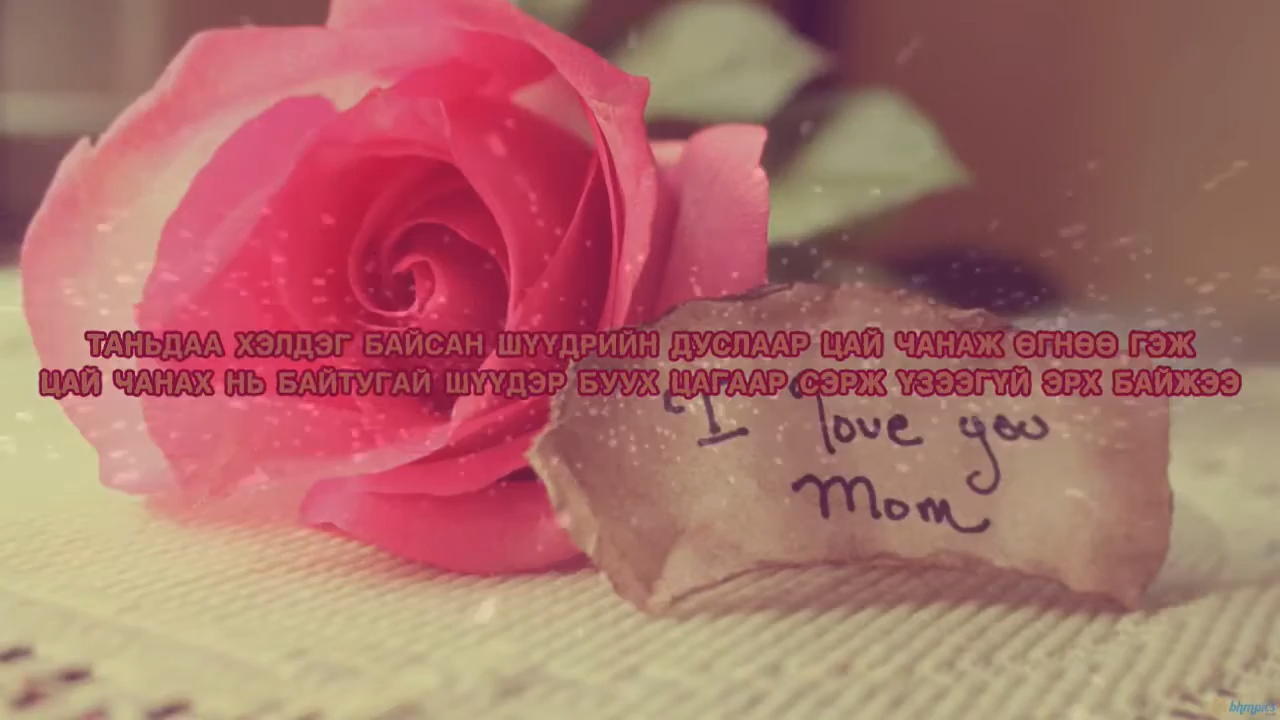 ТАНЬДАА ХЭЛДЭГ БАЙСАН ШҮҮДРИЙН ДУСЛААР ЦАЙ ЧАНАЖ ӨГНӨӨ ГЭЖ
ЦАЙ ЧАНАХ НЬ БАЙТУГАЙ ШҮҮДЭР БУУХ ЦАГААР СЭРЖ ҮЗЭЭГҮЙ ЭРХ БАЙЖЭЭ
I love you
Mom
bhmpics